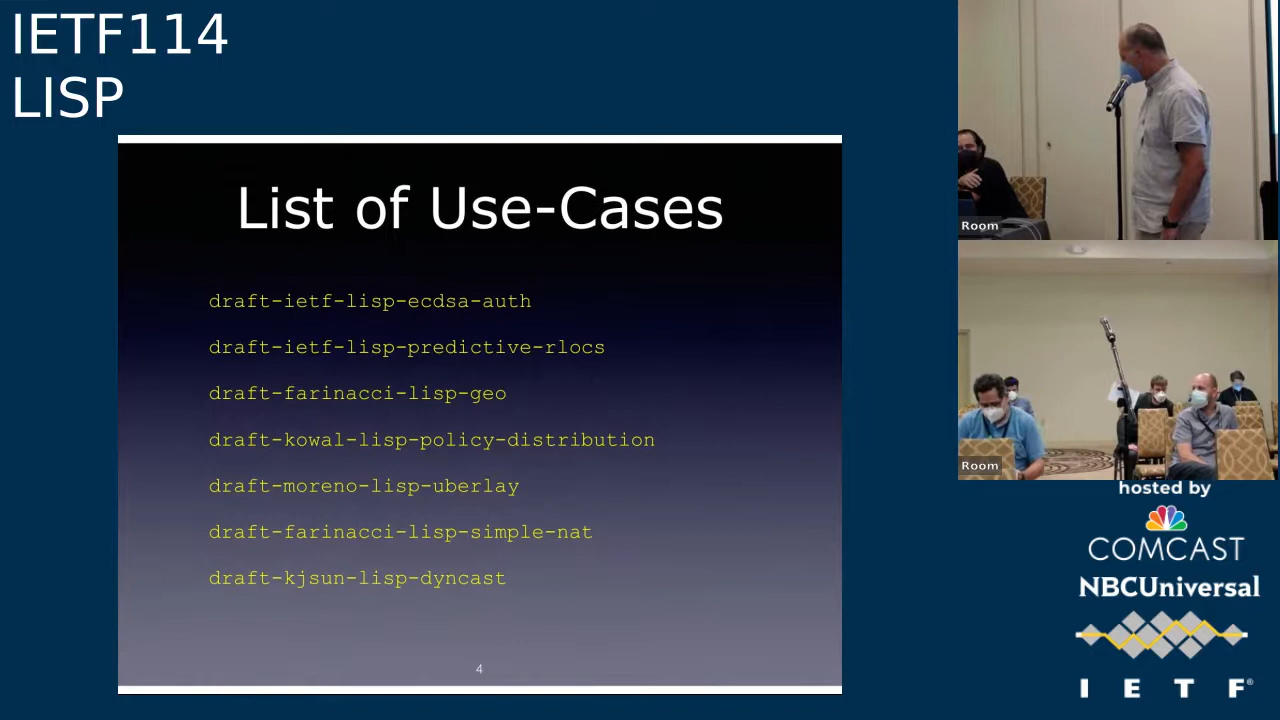 IETF114
LISP
List of Use-Cases
draft-ietf-lisp-ecdsa-auth
draft-ietf-lisp-predictive-rlocs
draft-farinacci-lisp-geo
draft-kowal-lisp-policy-distribution
draft-moreno-lisp-uberlay
draft-farinacci-lisp-simple-nat
draft-kjsun-lisp-dyncast
4
Room
Room
hosted by
COMCAST
NBCUniversal
I E T F®